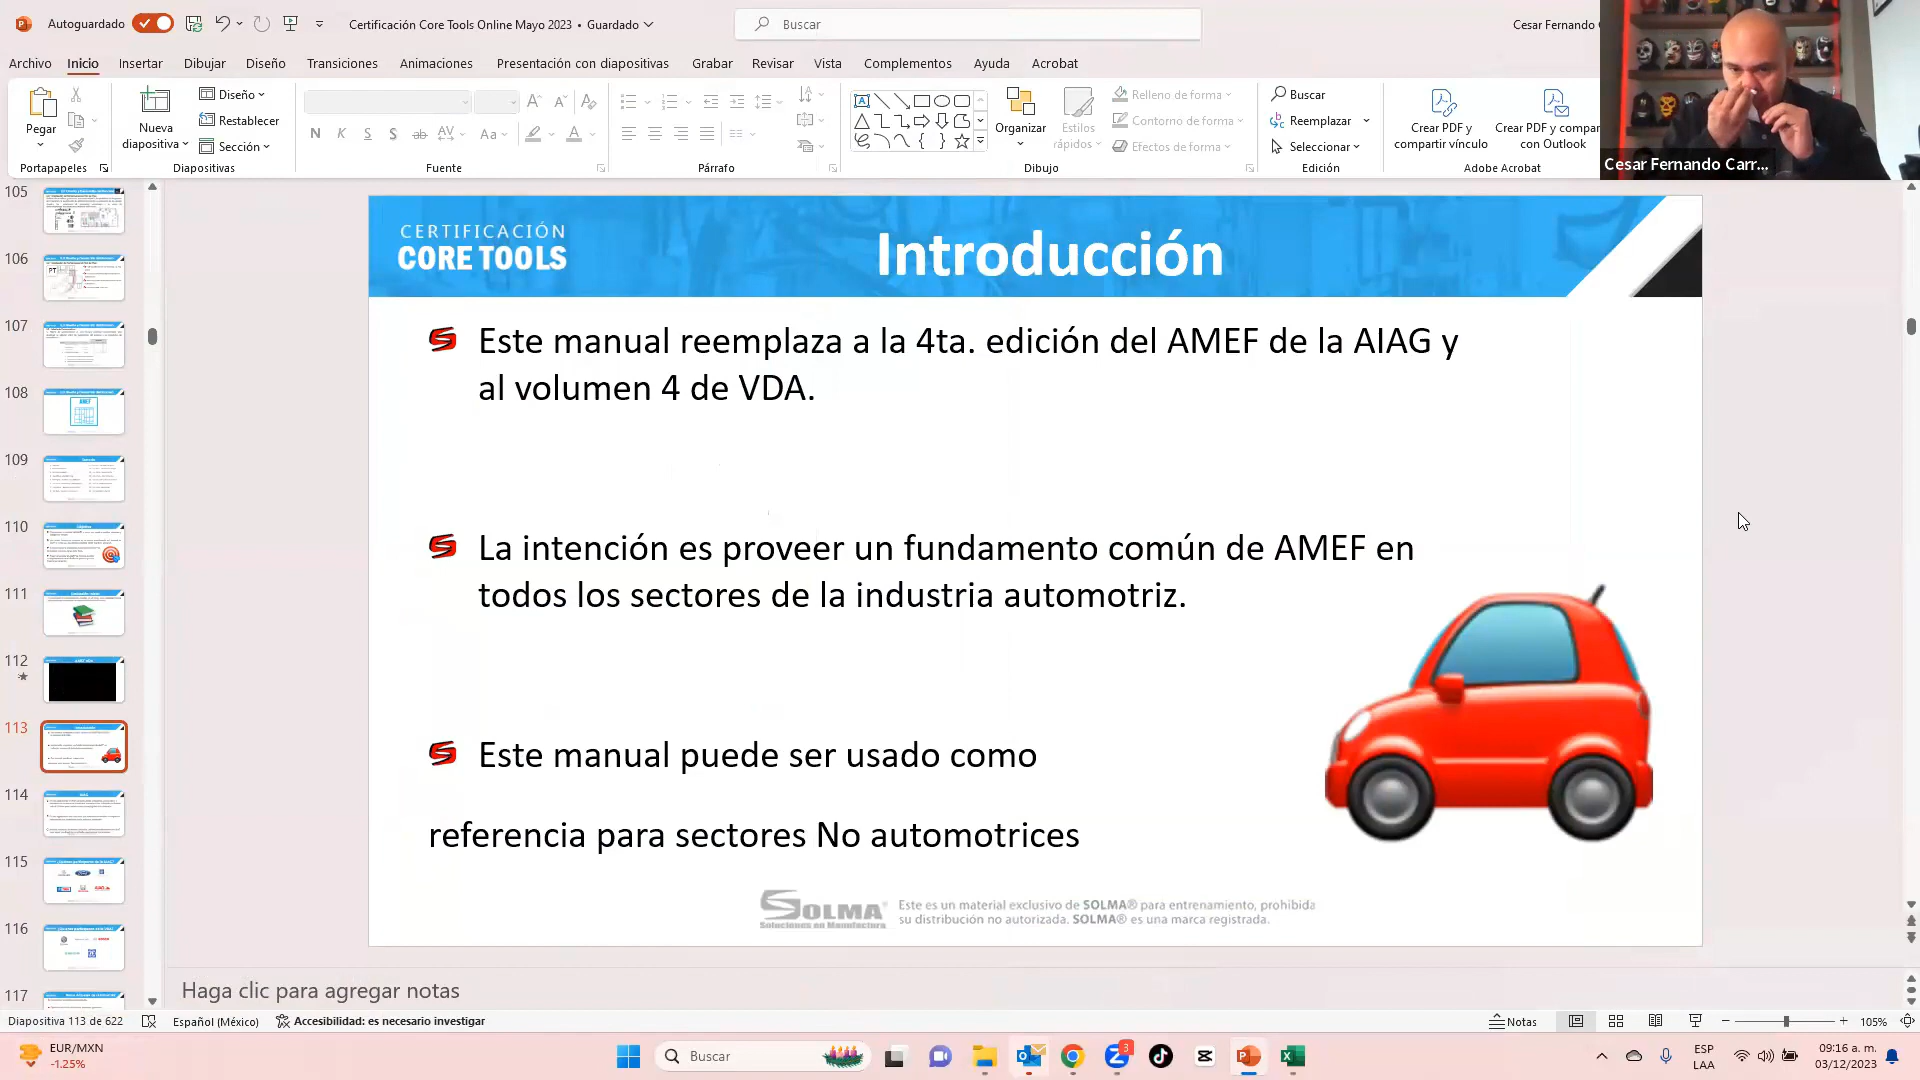 Autoguardado
Certificación Core Tools Online Mayo 2023 • Guardado
Buscar
Cesar Fernando
Archivo Inicio Insertar Dibujar Diseño Transiciones Animaciones Presentación con diapositivas Grabar Revisar Vista Complementos Ayuda Acrobat
Pegar
Portapapeles
Nueva
diapositiva
Diseño
Restablecer
Sección
Diapositivas
N K S S ab AV Aa A
Fuente
Párrafo
Organizar
Estilos
rápidos
Relleno de forma
Contorno de forma
Efectos de forma
Dibujo
Buscar
Reemplazar
Seleccionar
Edición
Crear PDF y
compartir vínculo
Crear PDF y compar
con Outlook
Adobe Acrobat
Cesar Fernando Carr...
105
106
107
108
109
110
111
112
113
114
115
116
117
CERTIFICACIÓN
CORE TOOLS
Introducción
Este manual reemplaza a la 4ta. edición del AMEF de la AIAG y
al volumen 4 de VDA.
La intención es proveer un fundamento común de AMEF en
todos los sectores de la industria automotriz.
Este manual puede ser usado como
referencia para sectores No automotrices
SOLMA®
Soluciones en Manufactura
Este es un material exclusivo de SOLMA® para entrenamiento, prohibida
su distribución no autorizada. SOLMA® es una marca registrada.
Haga clic para agregar notas
Diapositiva 113 de 622
Español (México)
Accesibilidad: es necesario investigar
Notas
105%
EUR/MXN
-1.25%
Buscar
3
ESP
LAA
09:16 a. m.
03/12/2023